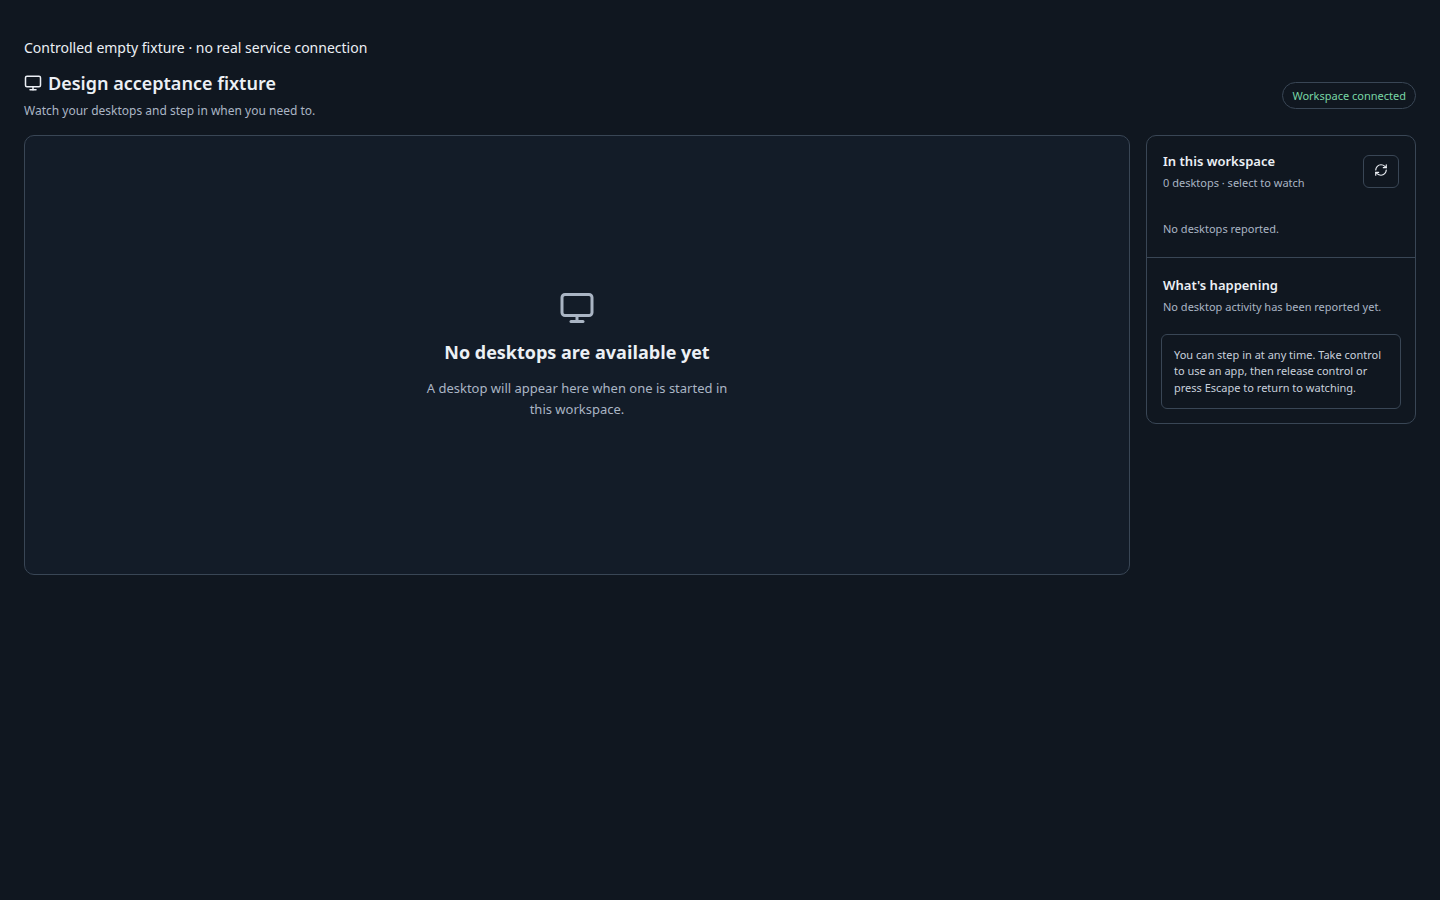 Controlled empty fixture · no real service connection
Design acceptance fixture
Watch your desktops and step in when you need to.
Workspace connected
No desktops are available yet
A desktop will appear here when one is started in
this workspace.
In this workspace
0 desktops · select to watch
No desktops reported.
What's happening
No desktop activity has been reported yet.
You can step in at any time. Take control
to use an app, then release control or
press Escape to return to watching.